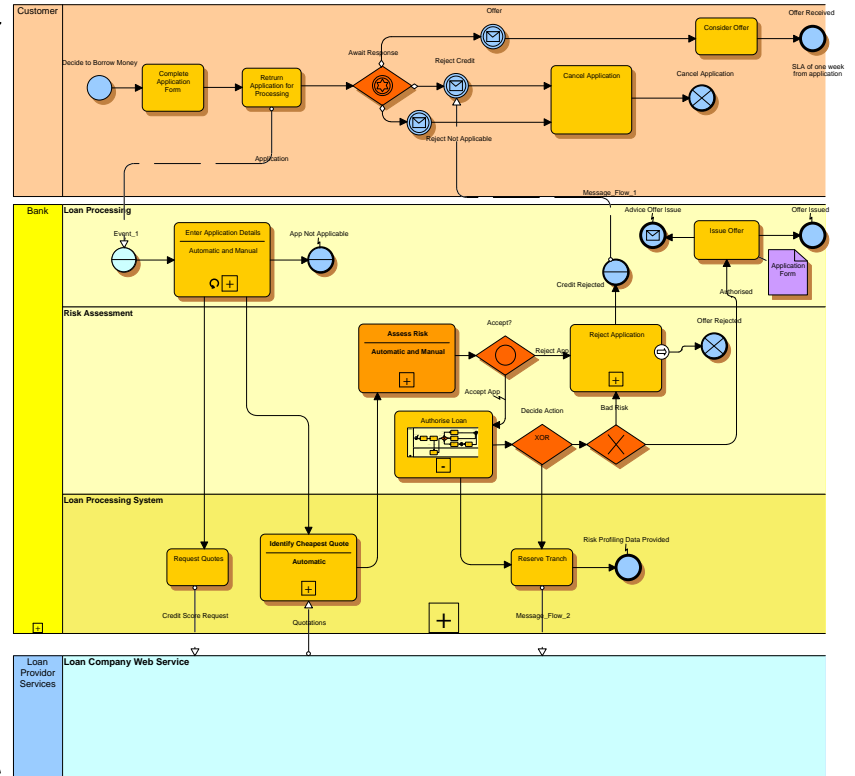 Customer
Offer
Offer Received
Consider Offer
Await Response
Reject Credit
Decide to Borrow Money
Complete
Application
Form
Retrurn
Application for
Processing
Cancel Application
Cancel Application
SLA of one week
from application
Reject Not Applicable
Application
Message_Flow_1
Bank
Loan Processing
Event_1
Enter Application Details
Automatic and Manual
App Not Applicable
Advice Offer Issue
Issue Offer
Offer Issued
Application
Form
Credit Rejected
Authorised
Risk Assessment
Assess Risk
Automatic and Manual
Accept?
Reject App
Reject Application
Offer Rejected
Accept App
Authorise Loan
Decide Action
XOR
Bad Risk
Loan Processing System
Request Quotes
Identify Cheapest Quote
Automatic
Reserve Tranch
Risk Profiling Data Provided
Credit Score Request
Quotations
Message_Flow_2
Loan
Providor
Services
Loan Company Web Service